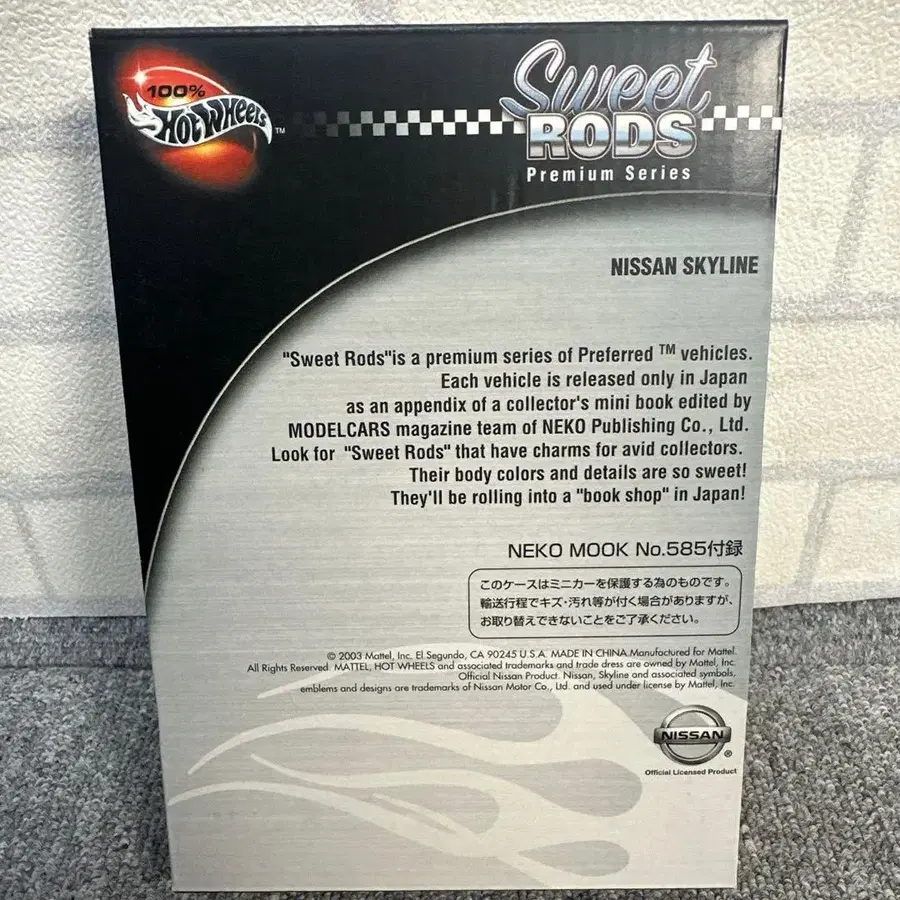 100%
HOT WHEELS TM
Sweet
RODS
Premium Series
NISSAN SKYLINE
"Sweet Rods"is a premium series of Preferred TM vehicles.
Each vehicle is released only in Japan
as an appendix of a collector's mini book edited by
MODELCARS magazine team of NEKO Publishing Co., Ltd.
Look for "Sweet Rods" that have charms for avid collectors.
Their body colors and details are so sweet!
They'll be rolling into a "book shop" in Japan!
NEKO MOOK No.585付録
このケースはミニカーを保護する為のものです。
輸送行程でキズ・汚れ等が付く場合がありますが、
お取り替えできないことをご了承ください。
© 2003 Mattel, Inc. El Segundo, CA 90245 U.S.A. MADE IN CHINA.Manufactured for Mattel.
All Rights Reserved. MATTEL, HOT WHEELS and associated trademarks and trade dress are owned by Mattel, Inc.
Official Nissan Product. Nissan, Skyline and associated symbols,
emblems and designs are trademarks of Nissan Motor Co., Ltd. and used under license by Mattel, Inc.
NISSAN ®
Official Licensed Product